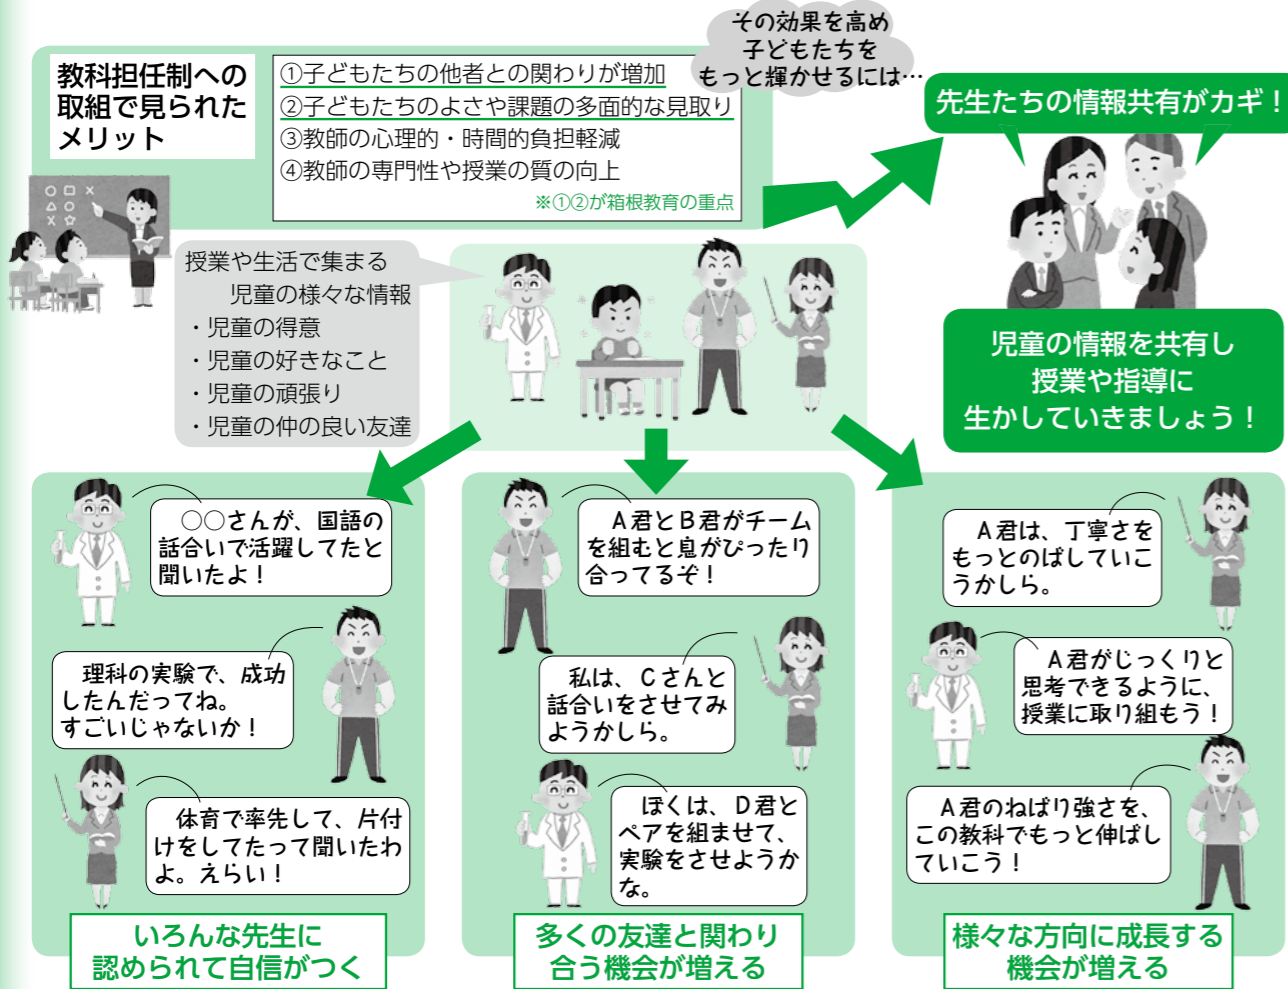 その効果を高め
子どもたちを
もっと輝かせるには…
教科担任制への
取組で見られた
メリット
①子どもたちの他者との関わりが増加
②子どもたちのよさや課題の多面的な見取り
③教師の心理的・時間的負担軽減
④教師の専門性や授業の質の向上
※①②が箱根教育の重点
先生たちの情報共有がカギ！
児童の情報を共有し
授業や指導に
生かしていきましょう！
授業や生活で集まる
児童の様々な情報
・児童の得意
・児童の好きなこと
・児童の頑張り
・児童の仲の良い友達
○○さんが、国語の
話合いで活躍してたと
聞いたよ！
理科の実験で、成功
したんだってね。
すごいじゃないか！
体育で率先して、片付
けをしてたって聞いたわ
よ。えらい！
いろんな先生に
認められて自信がつく
A君とB君がチーム
を組むと息がぴったり
合ってるぞ！
私は、Cさんと
話合いをさせてみ
ようかしら。
ぼくは、D君と
ペアを組ませて、
実験をさせようか
な。
多くの友達と関わり
合う機会が増える
A君は、丁寧さを
もっとのばしていこ
うかしら。
A君がじっくりと
思考できるように、
授業に取り組もう！
A君のねばり強さを、
この教科でもっと伸ばし
ていこう！
様々な方向に成長する
機会が増える